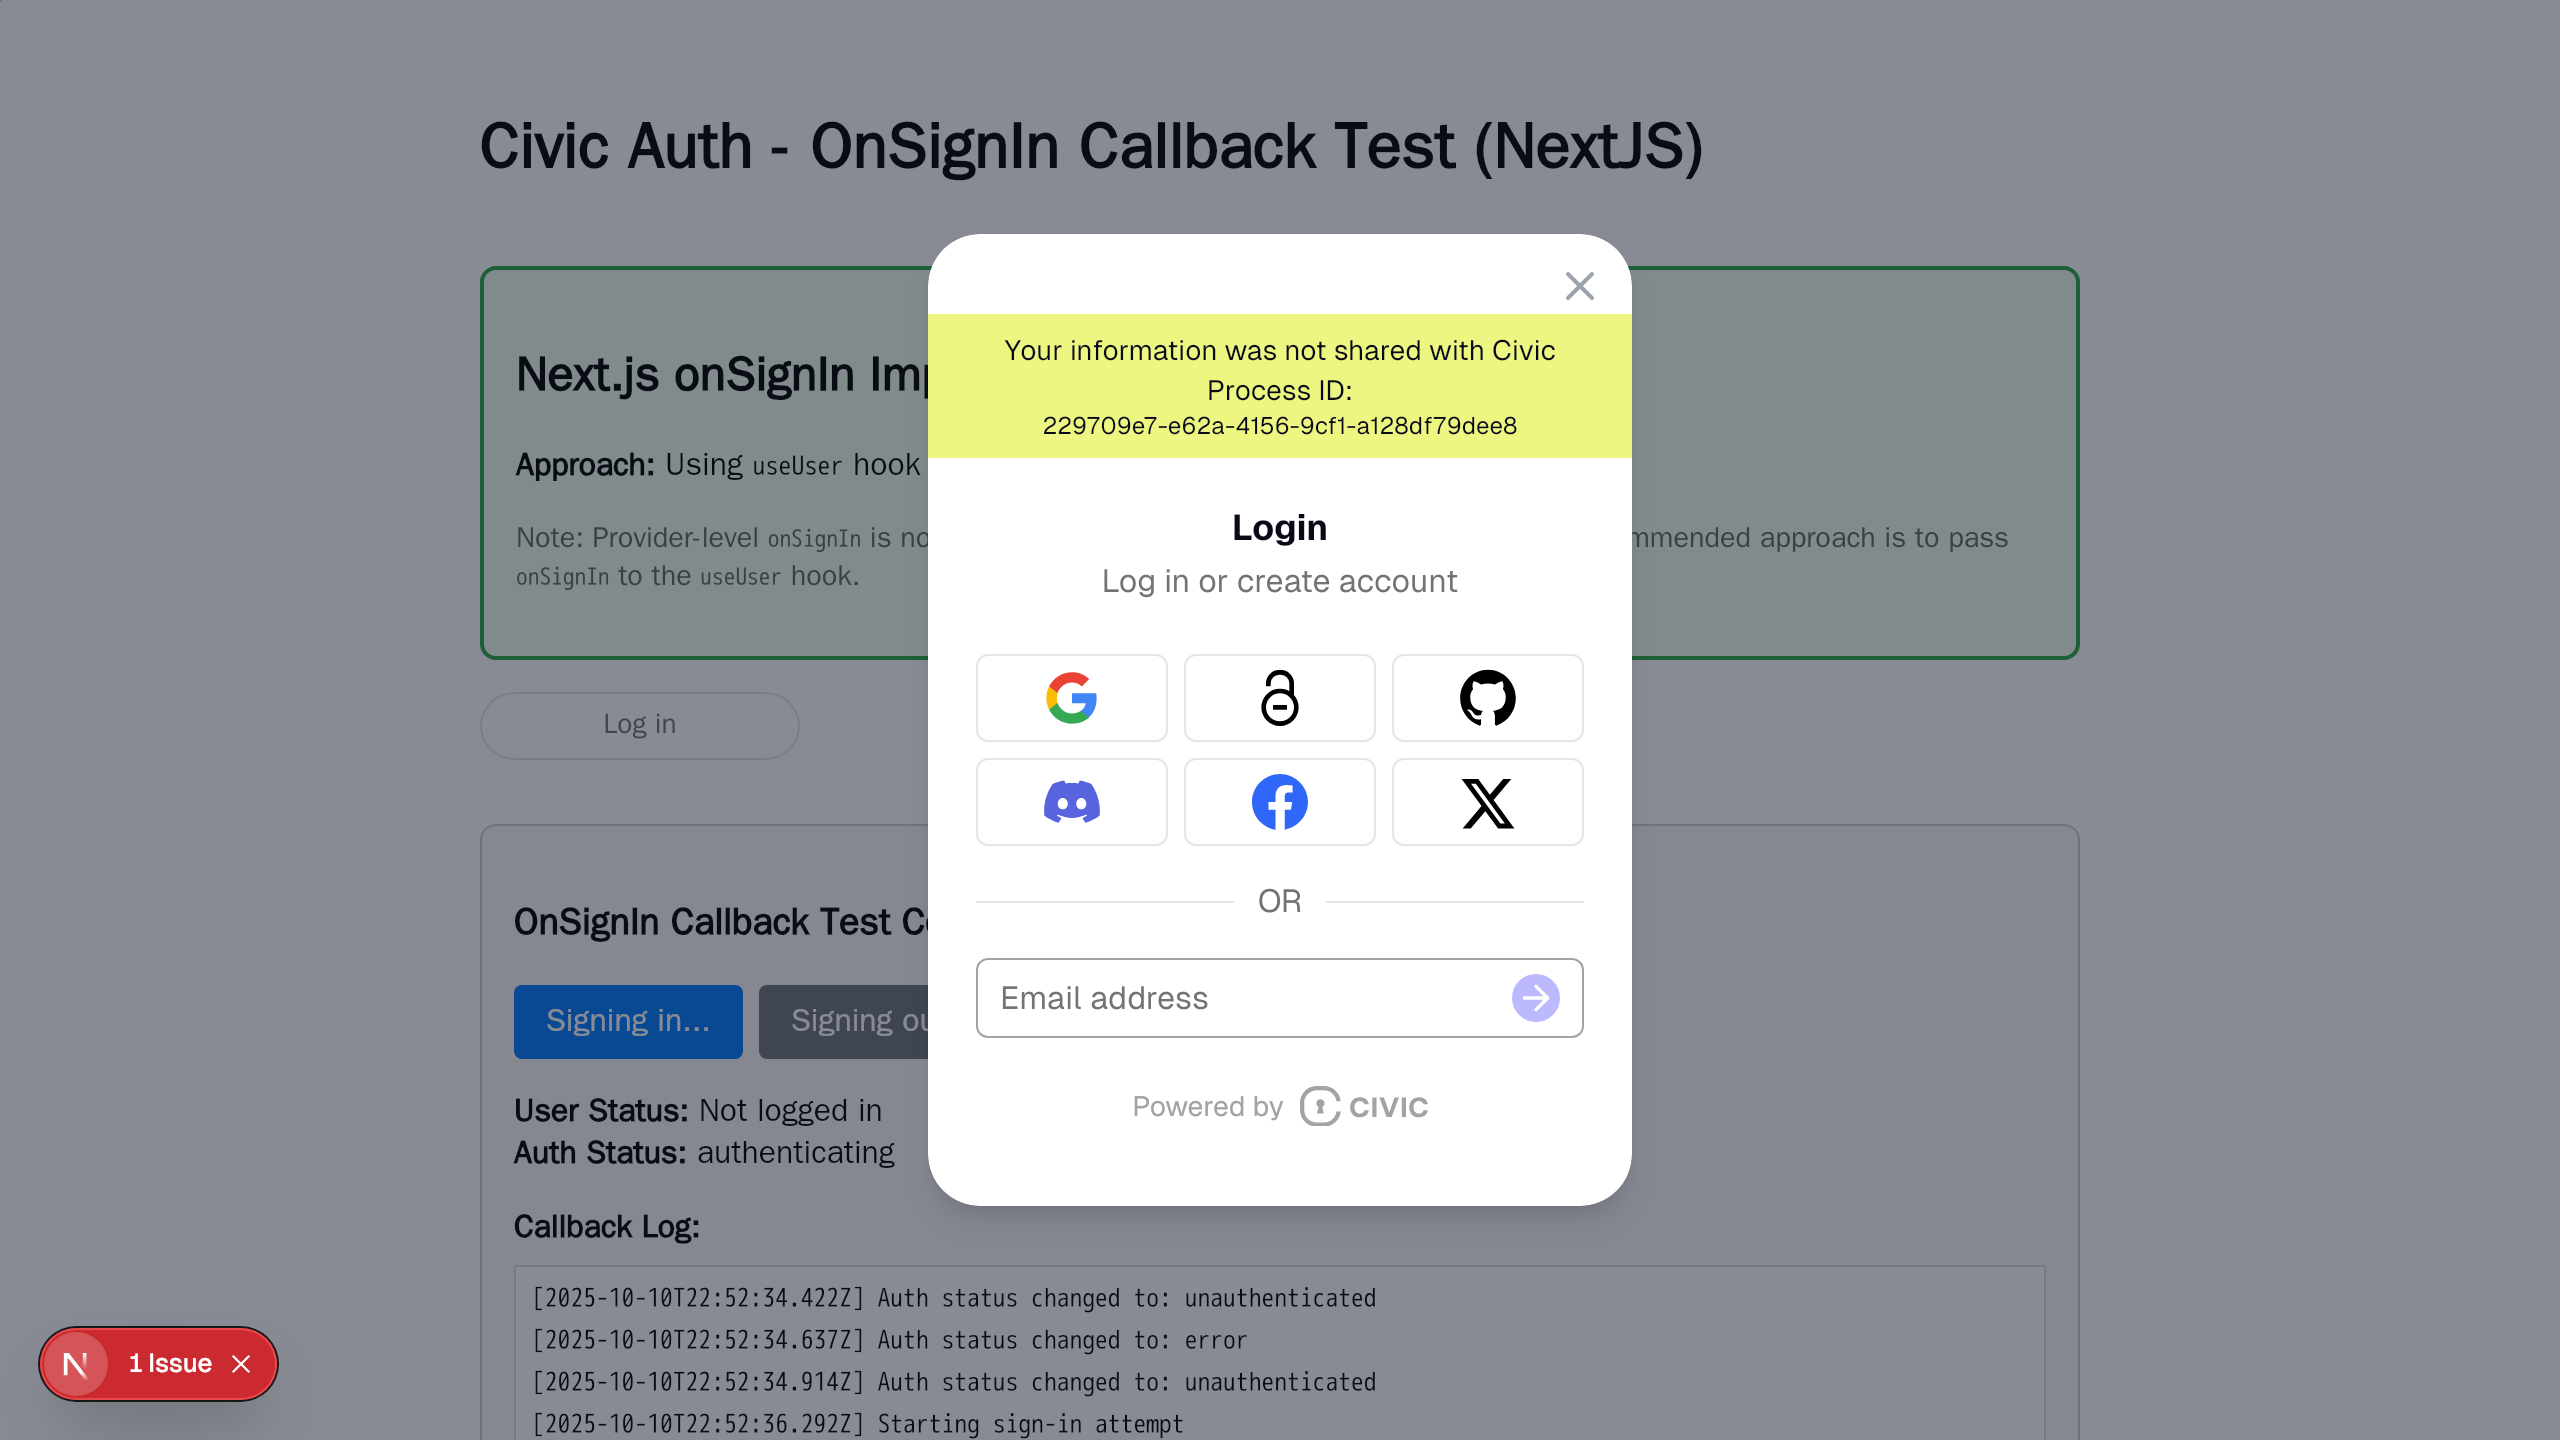 Civic Auth - OnSignIn Callback Test (NextJS)
Your information was not shared with Civic
Process ID:
229709e7-e62a-4156-9cf1-a128df79dee8
Next.js onSignIn
Approach: Using useUser hook
Note: Provider-level onSignIn is
approach is to pass
onSignIn to the useUser hook.
Login
Log in or create account
Log in
OR
Email address
Powered by CIVIC
OnSignIn Callback Test
Signing in...
Signing
User Status: Not logged in
Auth Status: authenticating
Callback Log:
[2025-10-10T22:52:34.422Z] Auth status changed to: unauthenticated
[2025-10-10T22:52:34.637Z] Auth status changed to: error
[2025-10-10T22:52:34.914Z] Auth status changed to: unauthenticated
[2025-10-10T22:52:36.292Z] Starting sign-in attempt
N 1 Issue